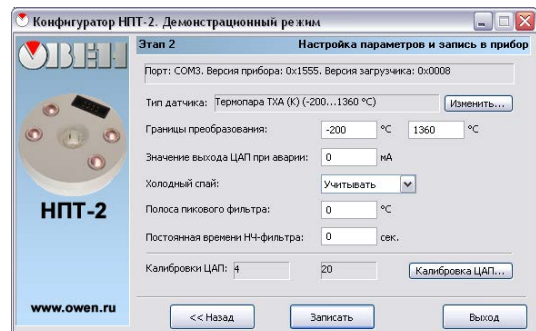 Конфигуратор НПТ-2. Демонстрационный режим
ОВЕН
Этап 2 Настройка параметров и запись в прибор
Порт: COM3. Версия прибора: 0x1555. Версия загрузчика: 0x0008
Тип датчика: Термопара ТХА (K) (-200...1360 °C) Изменить...
Границы преобразования: -200 °C 1360 °C
Значение выхода ЦАП при аварии: 0 мА
Холодный спай: Учитывать
Полоса пикового фильтра: 0 °C
Постоянная времени НЧ-фильтра: 0 сек.
Калибровки ЦАП: 4 20 Калибровка ЦАП...
НПТ-2
www.owen.ru
<< Назад Записать Выход